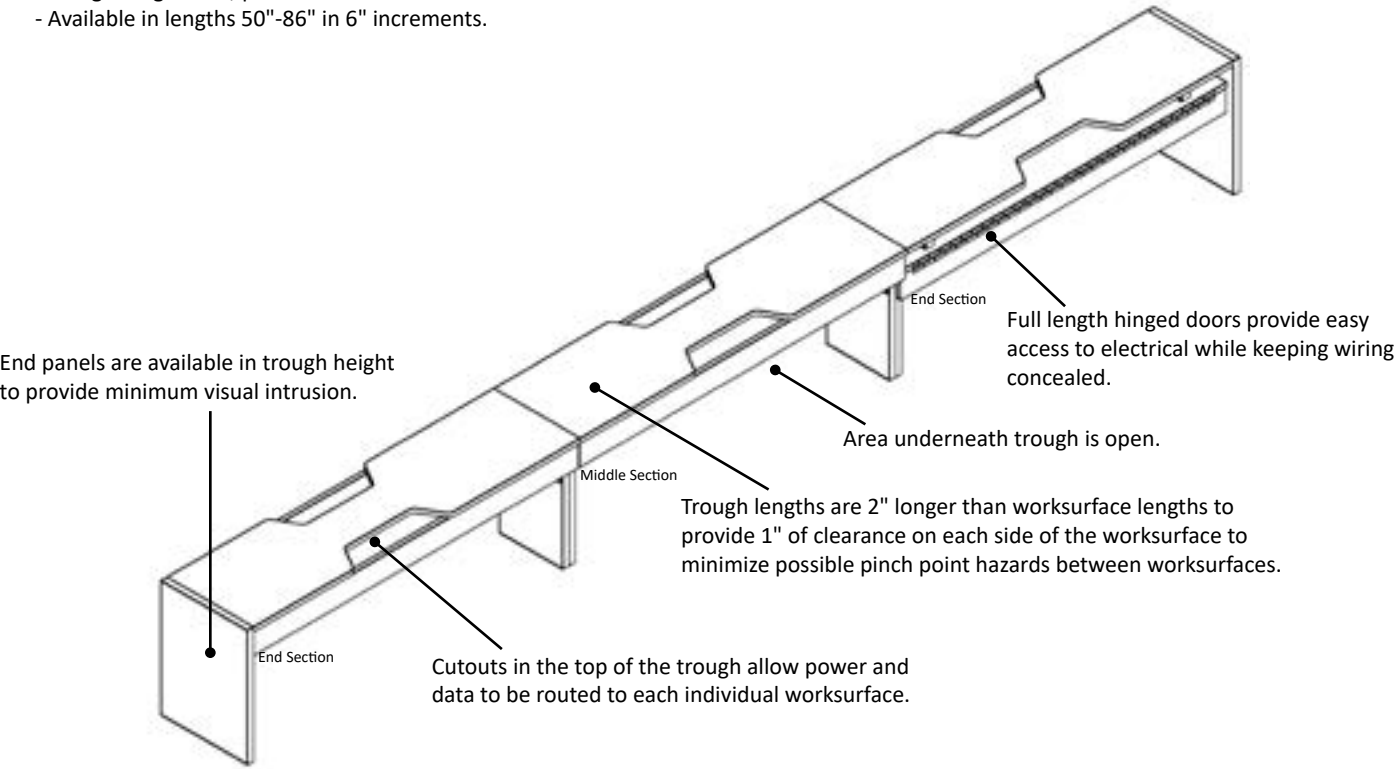 - Available in lengths 50"-86" in 6" increments.
End Section
Full length hinged doors provide easy
access to electrical while keeping wiring
concealed.
End panels are available in trough height
to provide minimum visual intrusion.
Area underneath trough is open.
Middle Section
Trough lengths are 2" longer than worksurface lengths to
provide 1" of clearance on each side of the worksurface to
minimize possible pinch point hazards between worksurfaces.
End Section
Cutouts in the top of the trough allow power and
data to be routed to each individual worksurface.